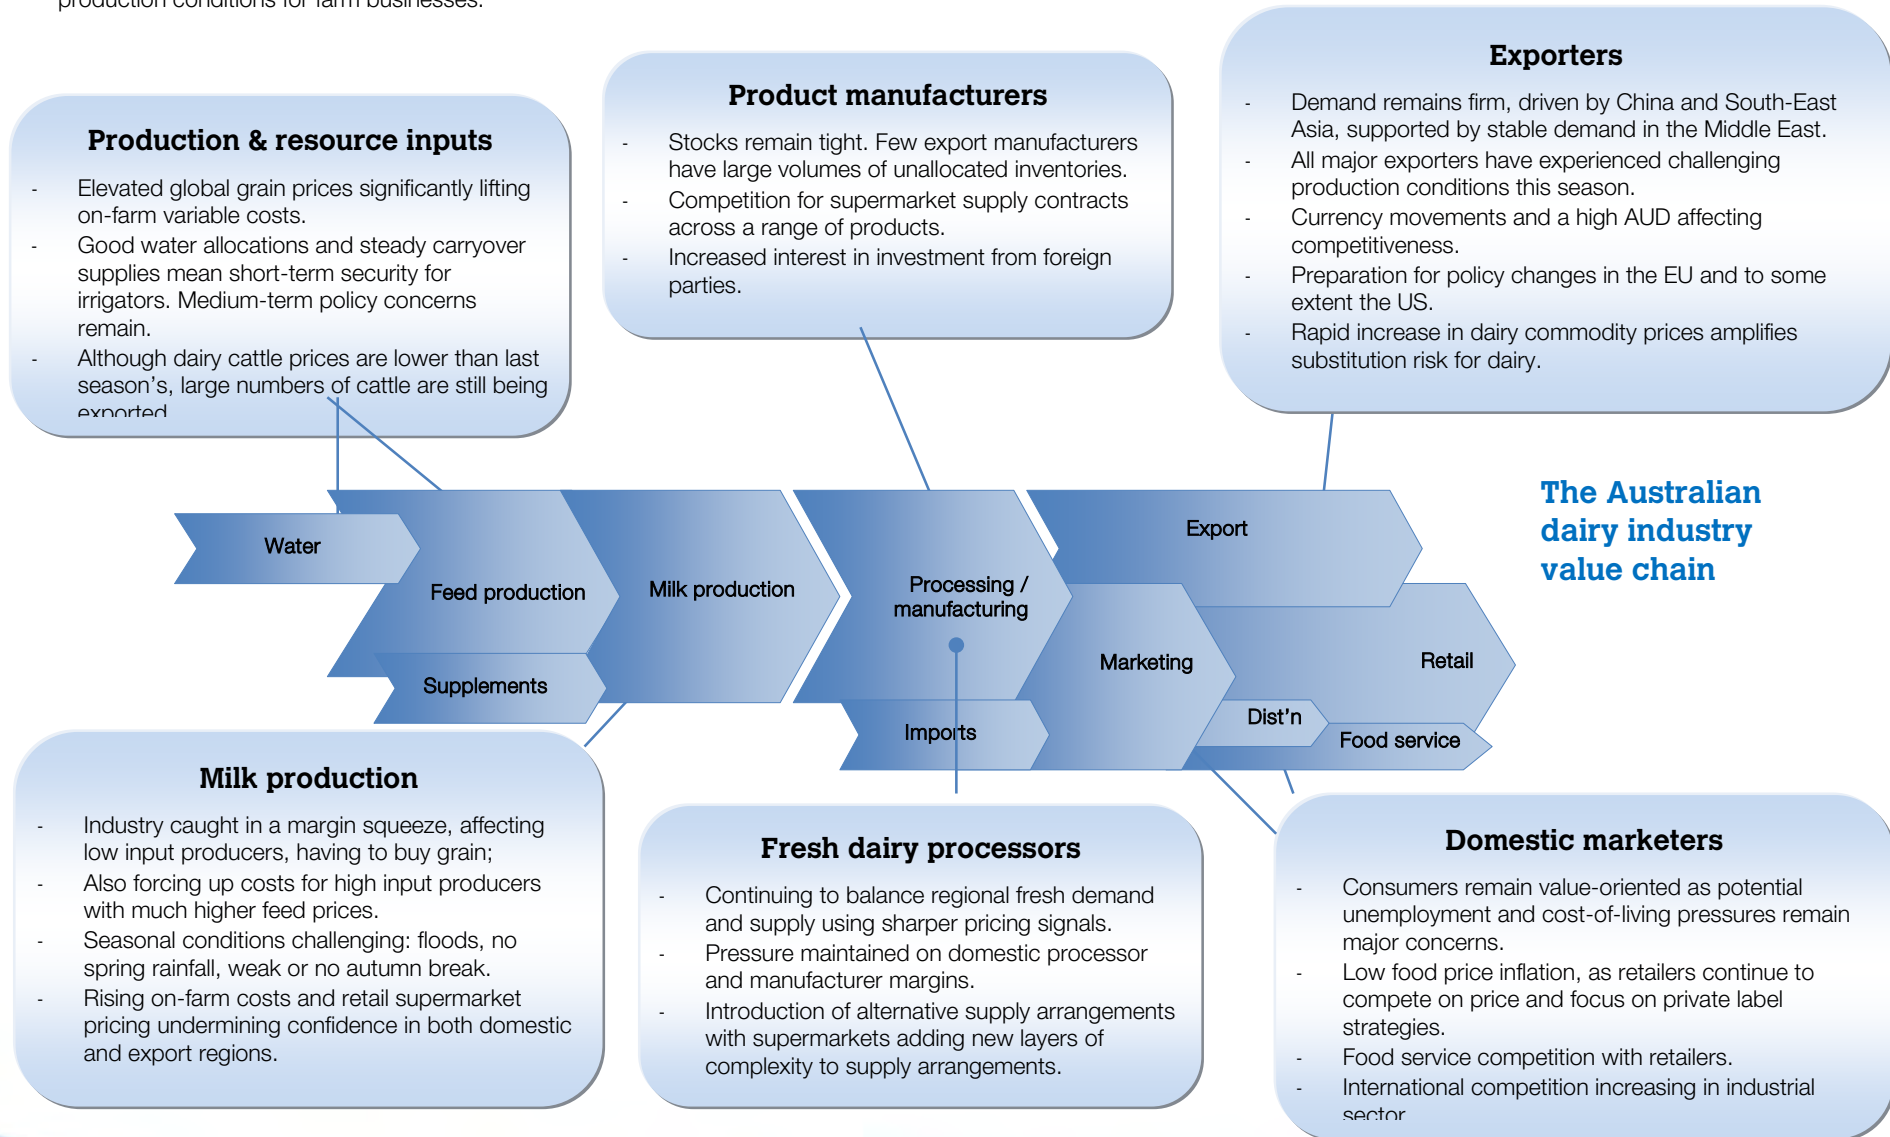 production conditions for farm businesses.
Production & resource inputs
- Elevated global grain prices significantly lifting
on-farm variable costs.
- Good water allocations and steady carryover
supplies mean short-term security for
irrigators. Medium-term policy concerns
remain.
- Although dairy cattle prices are lower than last
season's, large numbers of cattle are still being
exported
Product manufacturers
- Stocks remain tight. Few export manufacturers
have large volumes of unallocated inventories.
- Competition for supermarket supply contracts
across a range of products.
- Increased interest in investment from foreign
parties.
Exporters
- Demand remains firm, driven by China and South-East
Asia, supported by stable demand in the Middle East.
- All major exporters have experienced challenging
production conditions this season.
- Currency movements and a high AUD affecting
competitiveness.
- Preparation for policy changes in the EU and to some
extent the US.
- Rapid increase in dairy commodity prices amplifies
substitution risk for dairy.
The Australian
dairy industry
value chain
Water
Feed production
Supplements
Milk production
Processing /
manufacturing
Imports
Export
Marketing
Retail
Dist'n
Food service
Milk production
- Industry caught in a margin squeeze, affecting
low input producers, having to buy grain;
- Also forcing up costs for high input producers
with much higher feed prices.
- Seasonal conditions challenging: floods, no
spring rainfall, weak or no autumn break.
- Rising on-farm costs and retail supermarket
pricing undermining confidence in both domestic
and export regions.
Fresh dairy processors
- Continuing to balance regional fresh demand
and supply using sharper pricing signals.
- Pressure maintained on domestic processor
and manufacturer margins.
- Introduction of alternative supply arrangements
with supermarkets adding new layers of
complexity to supply arrangements.
Domestic marketers
- Consumers remain value-oriented as potential
unemployment and cost-of-living pressures remain
major concerns.
- Low food price inflation, as retailers continue to
compete on price and focus on private label
strategies.
- Food service competition with retailers.
- International competition increasing in industrial
sector